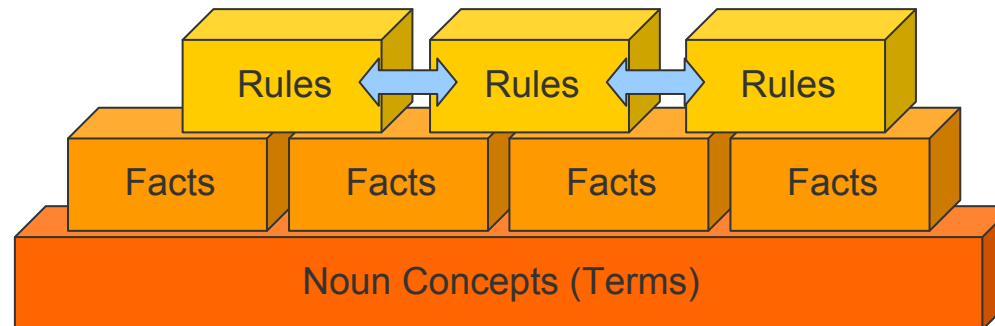 Rules Rules Rules
Facts Facts Facts Facts
Noun Concepts (Terms)